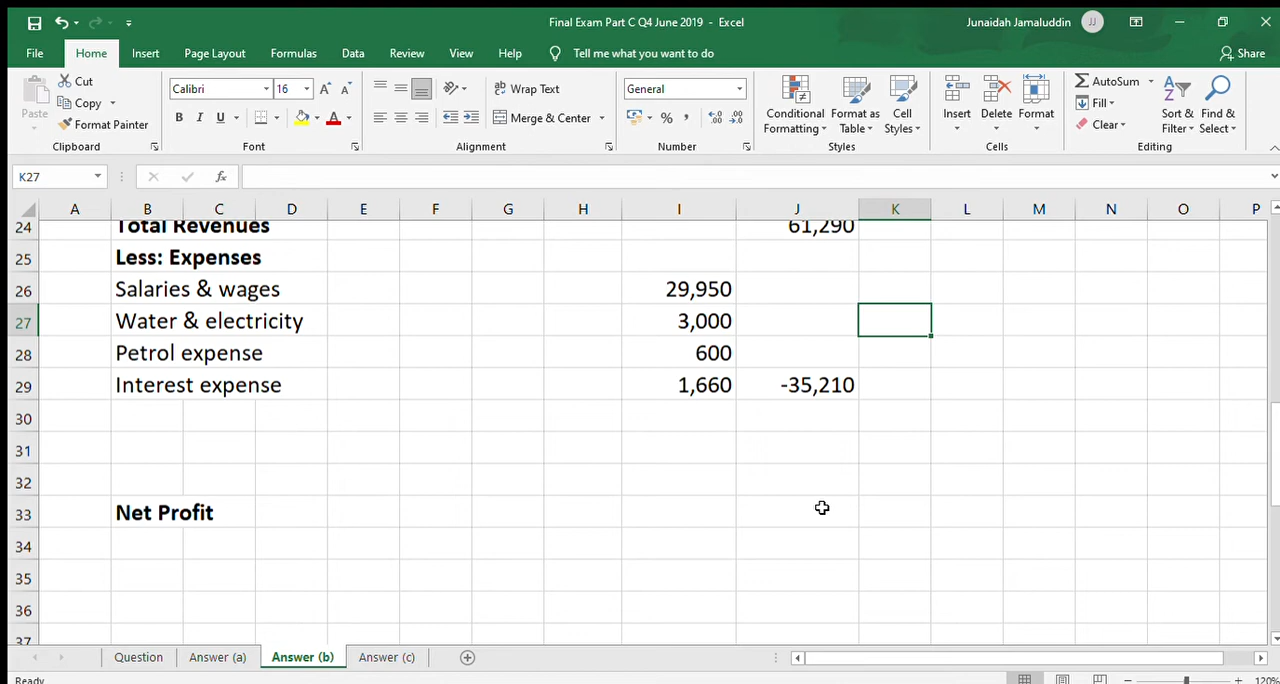 Final Exam Part C Q4 June 2019 - Excel
Junaidah Jamaluddin JJ
File Home Insert Page Layout Formulas Data Review View Help Tell me what you want to do Share
Paste
Cut
Copy
Format Painter
Clipboard
Calibri 16 A A
B I U A
Font
Wrap Text
Merge & Center
Alignment
General
% ,
Number
Conditional Formatting
Format as Table
Cell Styles
Styles
Insert Delete Format
Cells
AutoSum
Fill
Clear
Sort & Filter
Find & Select
Editing
K27 fx
A B C D E F G H I J K L M N O P
24 Total Revenues 61,290
25 Less: Expenses
26 Salaries & wages 29,950
27 Water & electricity 3,000
28 Petrol expense 600
29 Interest expense 1,660 -35,210
30
31
32
33 Net Profit
34
35
36
37
Question Answer (a) Answer (b) Answer (c)
Ready 120%